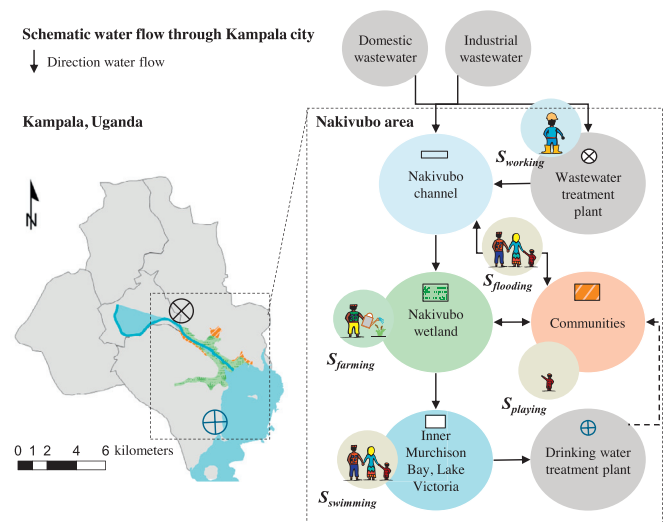 Schematic water flow through Kampala city
Direction water flow
Domestic
wastewater
Industrial
wastewater
Kampala, Uganda
Nakivubo area
S working
Nakivubo
channel
Wastewater
treatment
plant
N
S flooding
Nakivubo
wetland
Communities
S farming
S playing
0 1 2 4 6 kilometers
Inner
Murchison
Bay, Lake
Victoria
Drinking water
treatment plant
S swimming